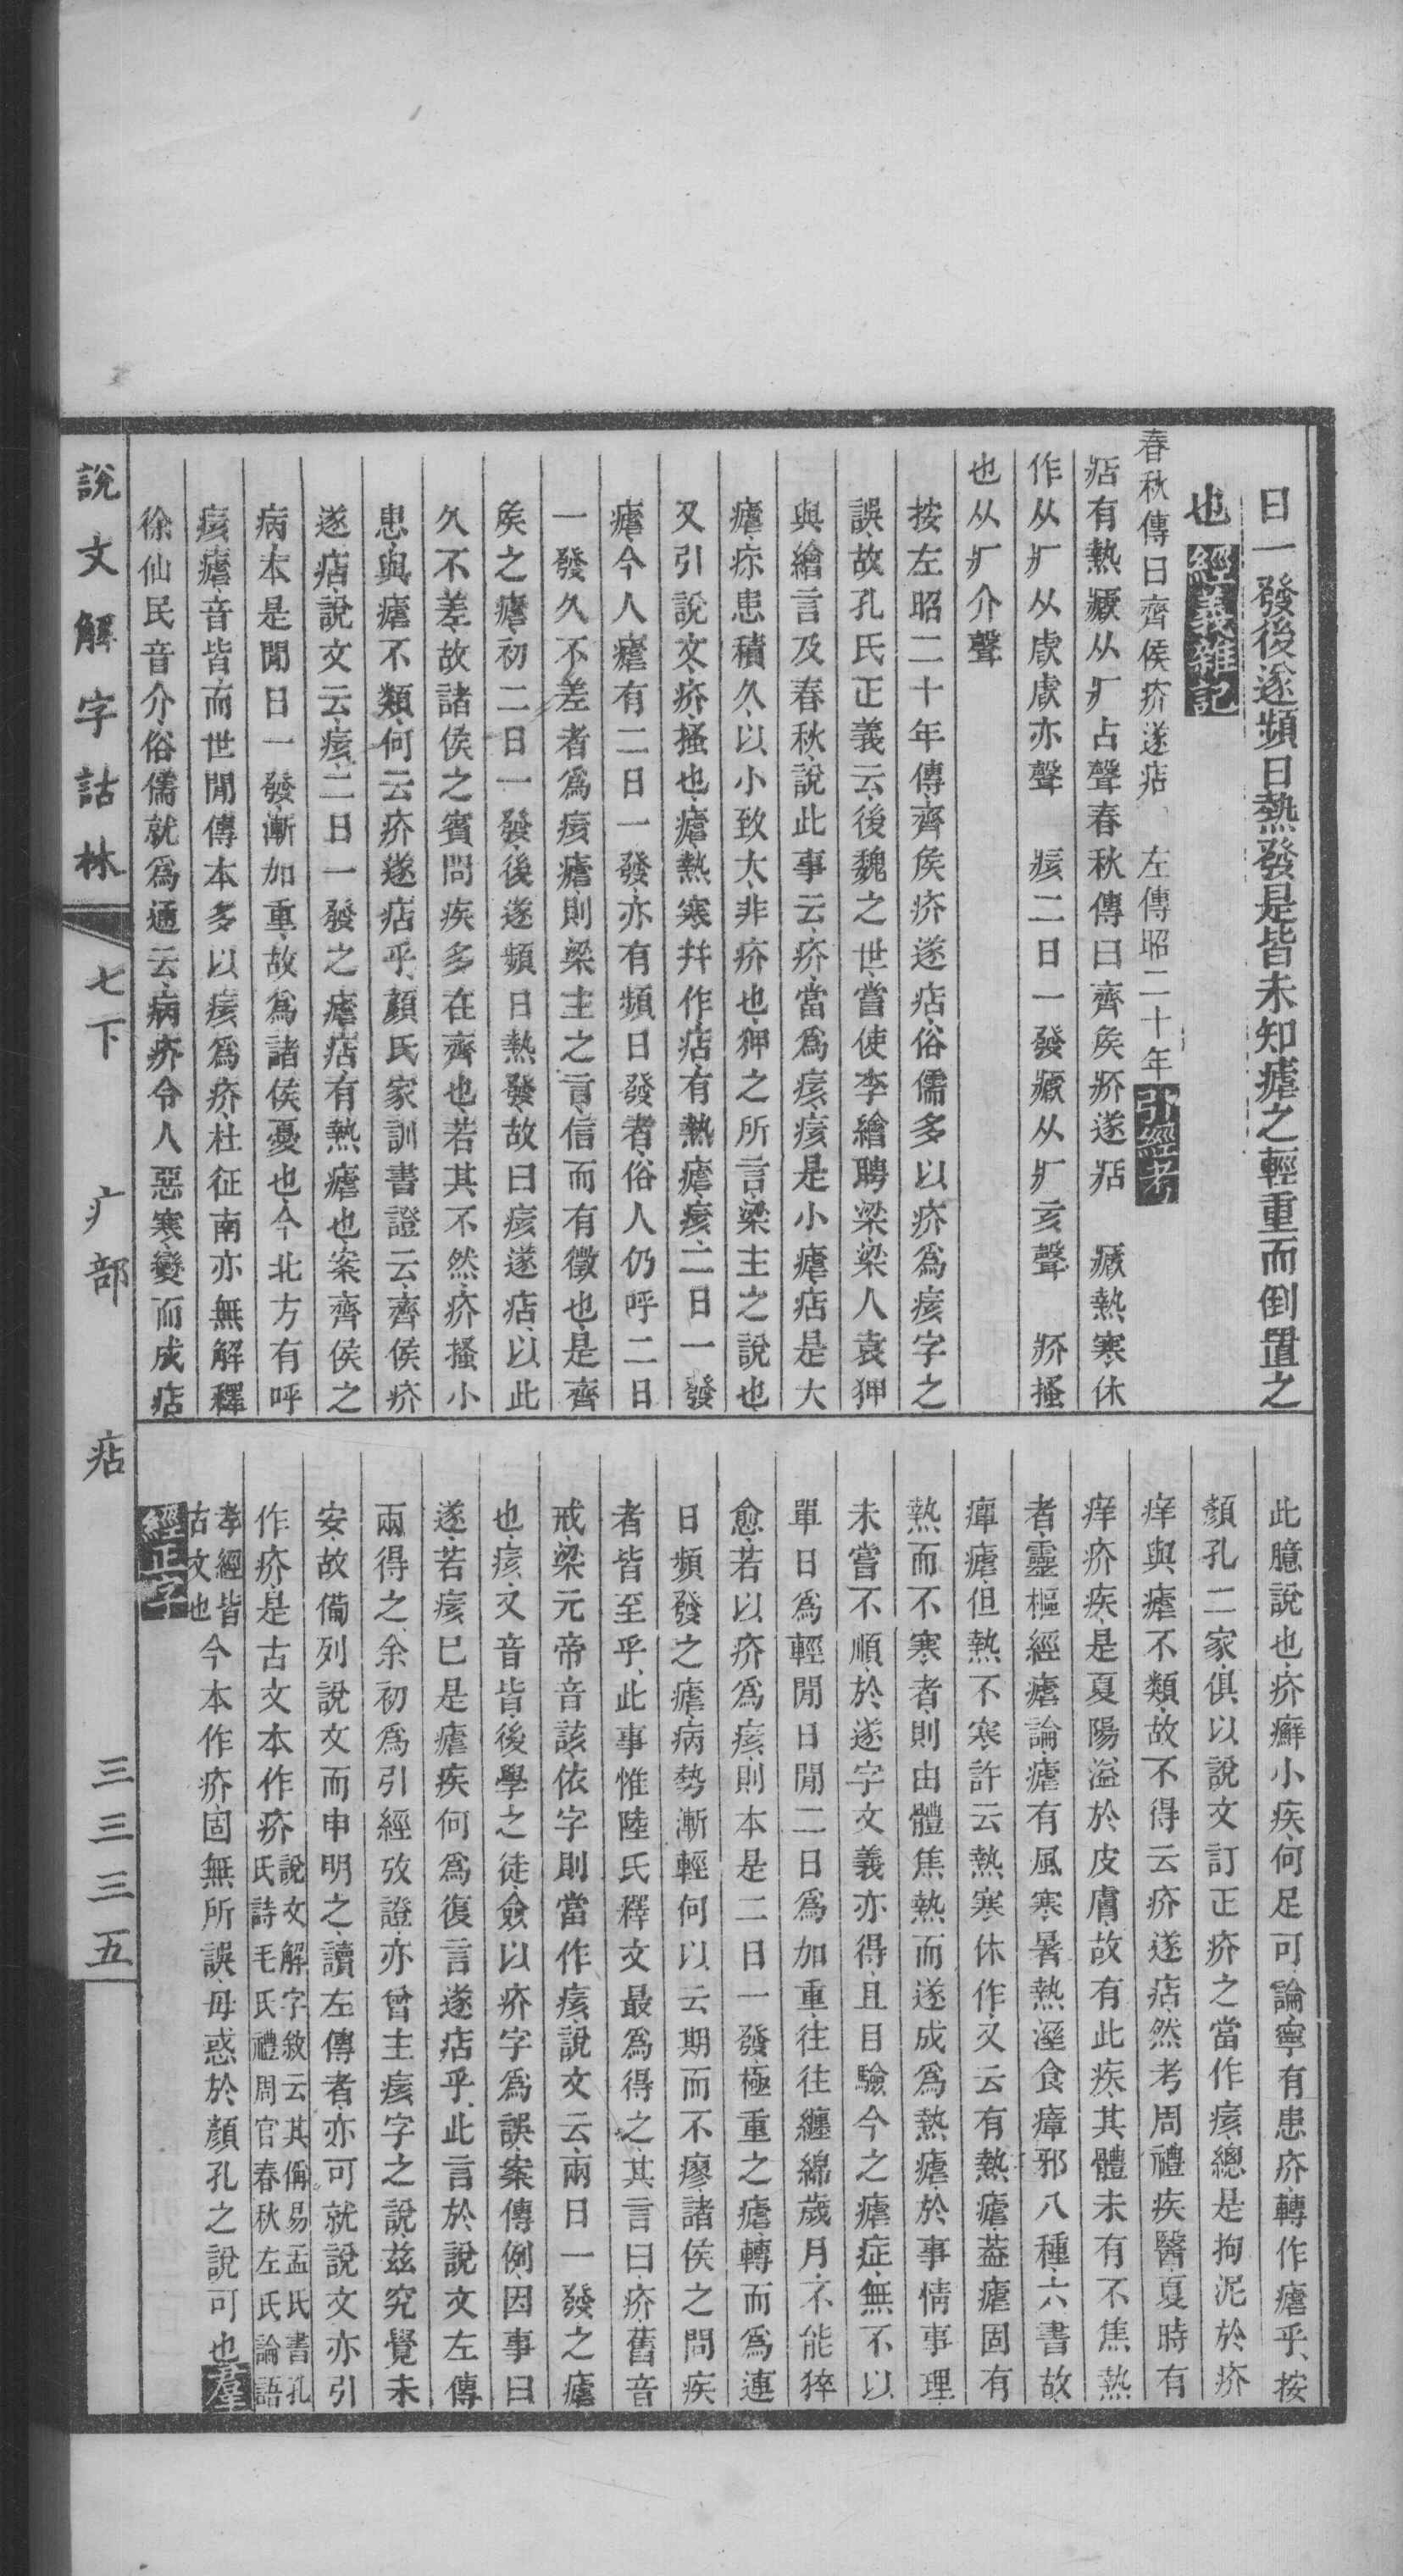 日一發後遂頻日熱發是皆未知瘧之輕重而倒置之
也經義雜記
春秋傳曰齊侯疥遂痁 左傳昭二十年引經考
痁有熱瘧从疒占聲春秋傳曰齊矦疥遂痁 瘧熱寒休
作从疒从虐虐亦聲 痎二日一發瘧从疒亥聲 疥搔
也从疒介聲
按左昭二十年傳齊矦疥遂痁俗儒多以疥爲痎字之
誤故孔氏正義云後魏之世嘗使李繪聘梁梁人袁狎
與繪言及春秋說此事云疥當爲痎痎是小瘧痁是大
瘧疹患積久以小致大非疥也狎之所言梁主之說也
又引說文疥搔也瘧熱寒幷作痁有熱瘧痎二日一發
瘧今人瘧有二日一發亦有頻日發者俗人仍呼二日
一發久不差者爲痎瘧則梁主之言信而有徵也是齊
矦之瘧初二日一發後遂頻日熱發故曰痎遂痁以此
久不差故諸侯之賓問疾多在齊也若其不然疥搔小
患與瘧不類何云疥遂痁乎顏氏家訓書證云齊侯疥
遂痁說文云痎二日一發之瘧痁有熱瘧也案齊侯之
病本是閒日一發漸加重故爲諸侯憂也今北方有呼
痎瘧音皆而世閒傳本多以痎爲疥杜征南亦無解釋
徐仙民音介俗儒就爲通云病疥令人惡寒變而成痁
此臆說也疥癬小疾何足可論寧有患疥轉作瘧乎按
顏孔二家俱以說文訂正疥之當作痎總是拘泥於疥
痒與瘧不類故不得云疥遂痁然考周禮疾醫夏時有
痒疥疾是夏陽溢於皮膚故有此疾其體未有不焦熱
者靈樞經瘧論瘧有風寒暑熱溼食瘴邪八種六書故
癉瘧但熱不寒許云熱寒休作又云有熱瘧葢瘧固有
熱而不寒者則由體焦熱而遂成爲熱瘧於事情事理
未嘗不順於遂字文義亦得且目驗今之瘧症無不以
單日爲輕閒日閒二日爲加重往往纏綿歲月不能猝
愈若以疥爲痎則本是二日一發極重之瘧轉而爲連
日頻發之瘧病勢漸輕何以云期而不瘳諸侯之問疾
者皆至乎此事惟陸氏釋文最爲得之其言曰疥舊音
戒梁元帝音該依字則當作痎說文云兩日一發之瘧
也痎又音皆後學之徒僉以疥字爲誤案傳例因事曰
遂若痎已是瘧疾何爲復言遂痁乎此言於說文左傳
兩得之余初爲引經攷證亦曾主痎字之說茲究覺未
安故備列說文而申明之讀左傳者亦可就說文亦引
作疥是古文本作疥說文解字敘云其偁易孟氏書孔氏詩毛氏禮周官春秋左氏論語
孝經皆古文也今本作疥固無所誤毋惑於顏孔之說可也羣
經正字
說文解字詁林 七下 疒部 痁 三三三五